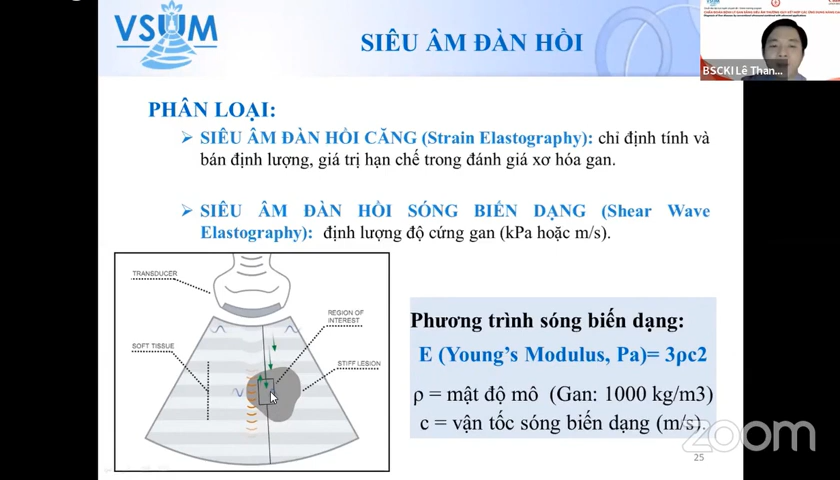 VSUM
SIÊU ÂM ĐÀN HỒI
BSCKI Lê Than...
PHÂN LOẠI:
SIÊU ÂM ĐÀN HỒI CĂNG (Strain Elastography): chỉ định tính và
bán định lượng, giá trị hạn chế trong đánh giá xơ hóa gan.
SIÊU ÂM ĐÀN HỒI SÓNG BIẾN DẠNG (Shear Wave
Elastography): định lượng độ cứng gan (kPa hoặc m/s).
TRANSDUCER
REGION OF
INTEREST
SOFT TISSUE
STIFF LESION
Phương trình sóng biến dạng:
E (Young's Modulus, Pa)= 3ρc2
ρ = mật độ mô (Gan: 1000 kg/m3)
c = vận tốc sóng biến dạng (m/s).
zoom
25